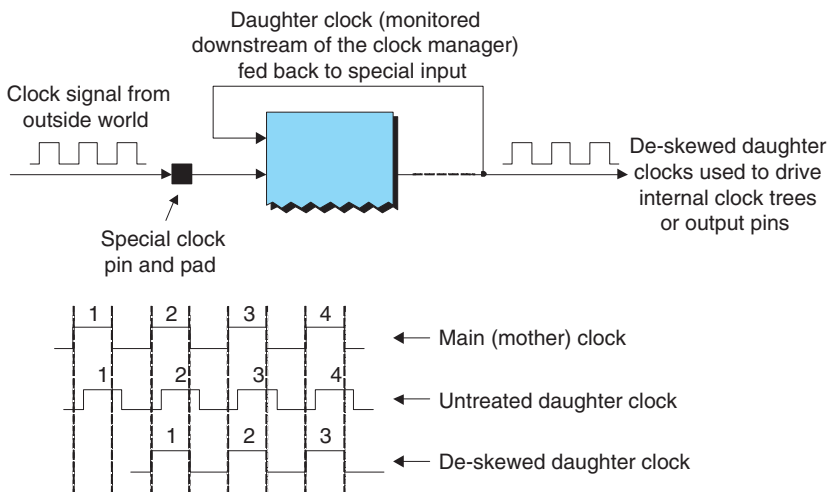 Daughter clock (monitored
downstream of the clock manager)
fed back to special input
Clock signal from
outside world
De-skewed daughter
clocks used to drive
internal clock trees
or output pins
Special clock
pin and pad
1 2 3 4
Main (mother) clock
1 2 3 4
Untreated daughter clock
1 2 3
De-skewed daughter clock